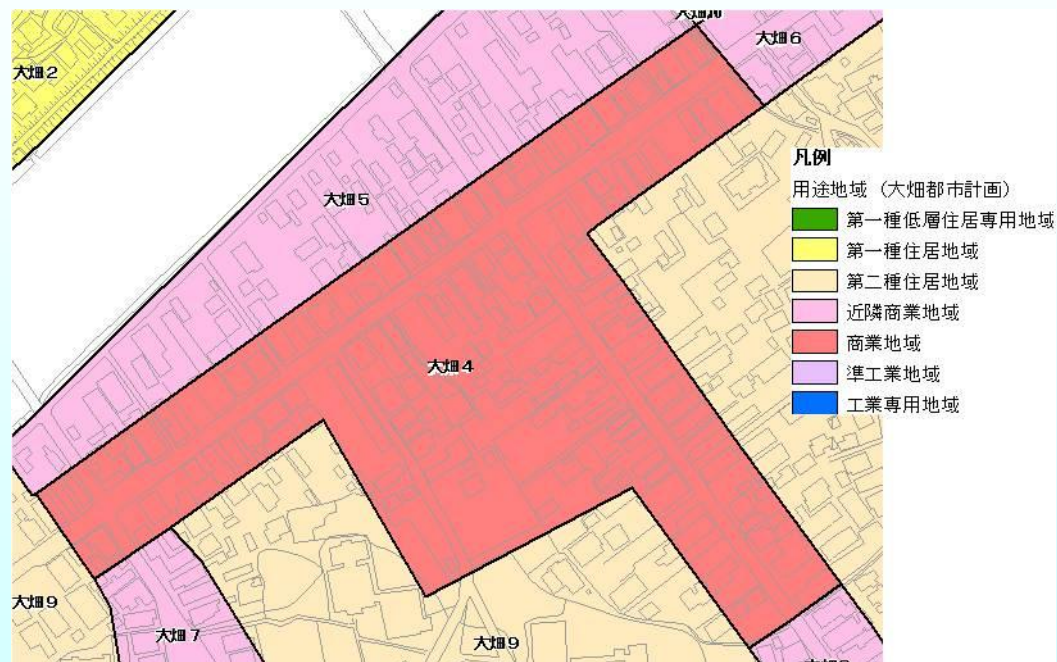 大畑6
大畑2
凡例
用途地域（大畑都市計画）
第一種低層住居専用地域
第一種住居地域
第二種住居地域
近隣商業地域
商業地域
準工業地域
工業専用地域
大畑5
大畑4
大畑9
大畑7
大畑9